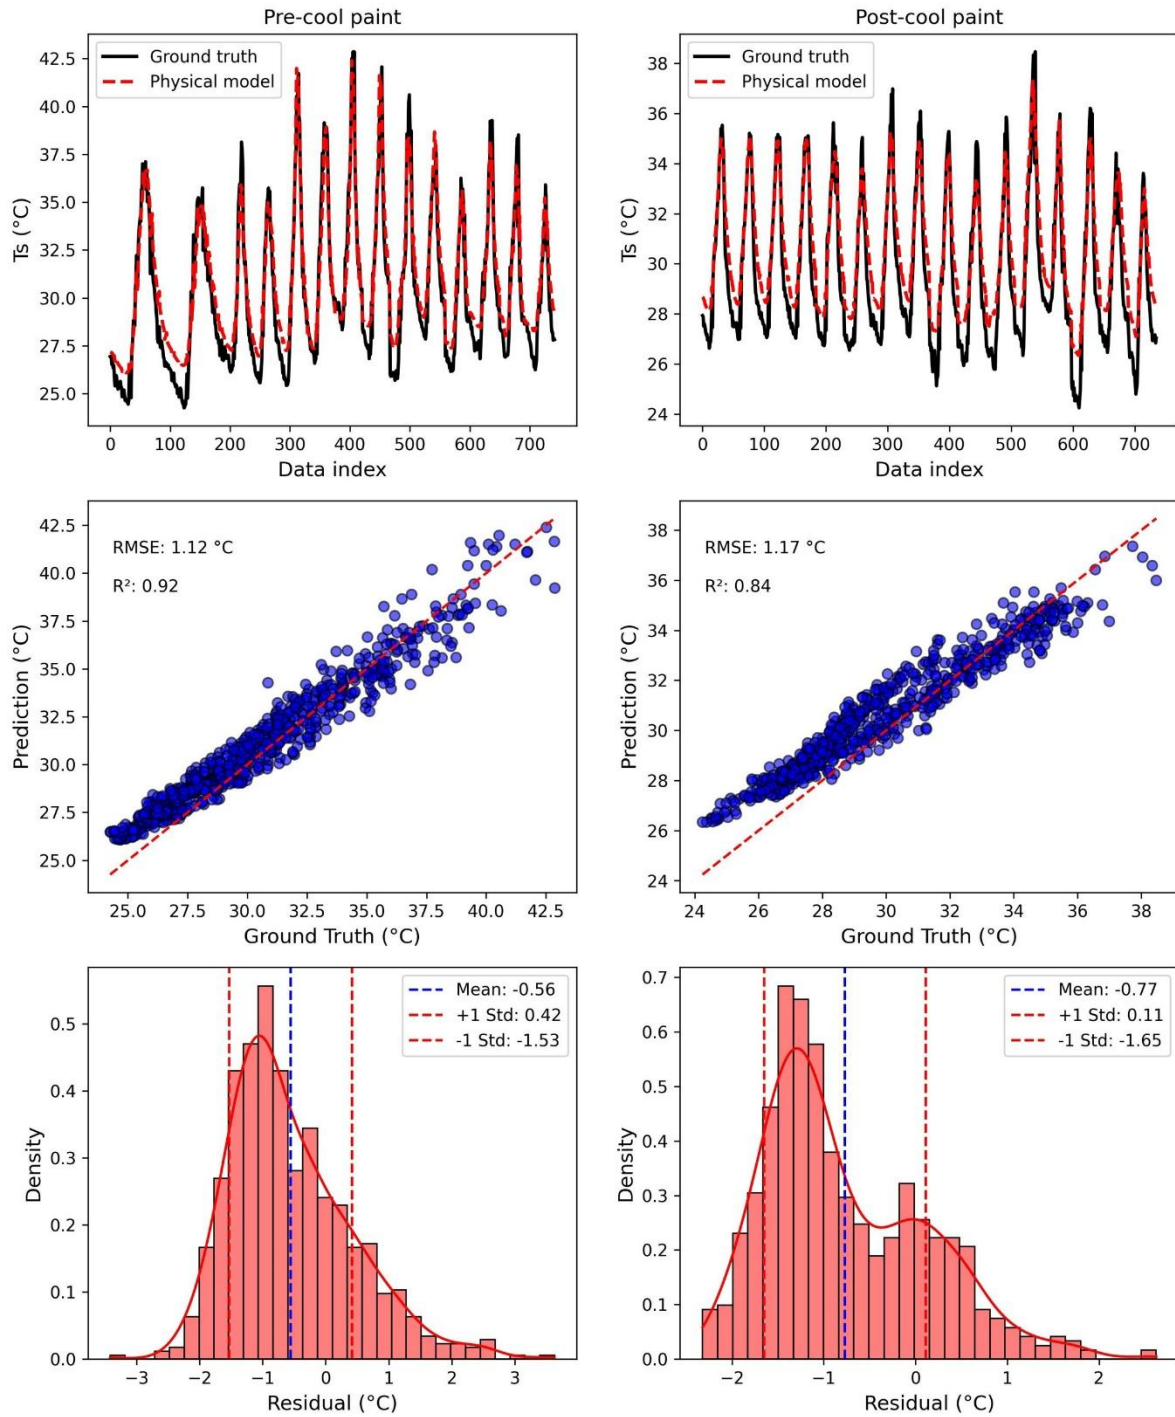 Pre-cool paint
Ground truth
Physical model
Ts (°C)
42.5
40.0
37.5
35.0
32.5
30.0
27.5
25.0
0 100 200 300 400 500 600 700
Data index
Post-cool paint
Ground truth
Physical model
Ts (°C)
38
36
34
32
30
28
26
24
0 100 200 300 400 500 600 700
Data index
RMSE: 1.12 °C
R²: 0.92
Prediction (°C)
42.5
40.0
37.5
35.0
32.5
30.0
27.5
25.0
25.0 27.5 30.0 32.5 35.0 37.5 40.0 42.5
Ground Truth (°C)
RMSE: 1.17 °C
R²: 0.84
Prediction (°C)
38
36
34
32
30
28
26
24
24 26 28 30 32 34 36 38
Ground Truth (°C)
Mean: -0.56
+1 Std: 0.42
-1 Std: -1.53
Density
0.5
0.4
0.3
0.2
0.1
0.0
−3 −2 −1 0 1 2 3
Residual (°C)
Mean: -0.77
+1 Std: 0.11
-1 Std: -1.65
Density
0.7
0.6
0.5
0.4
0.3
0.2
0.1
0.0
−2 −1 0 1 2
Residual (°C)